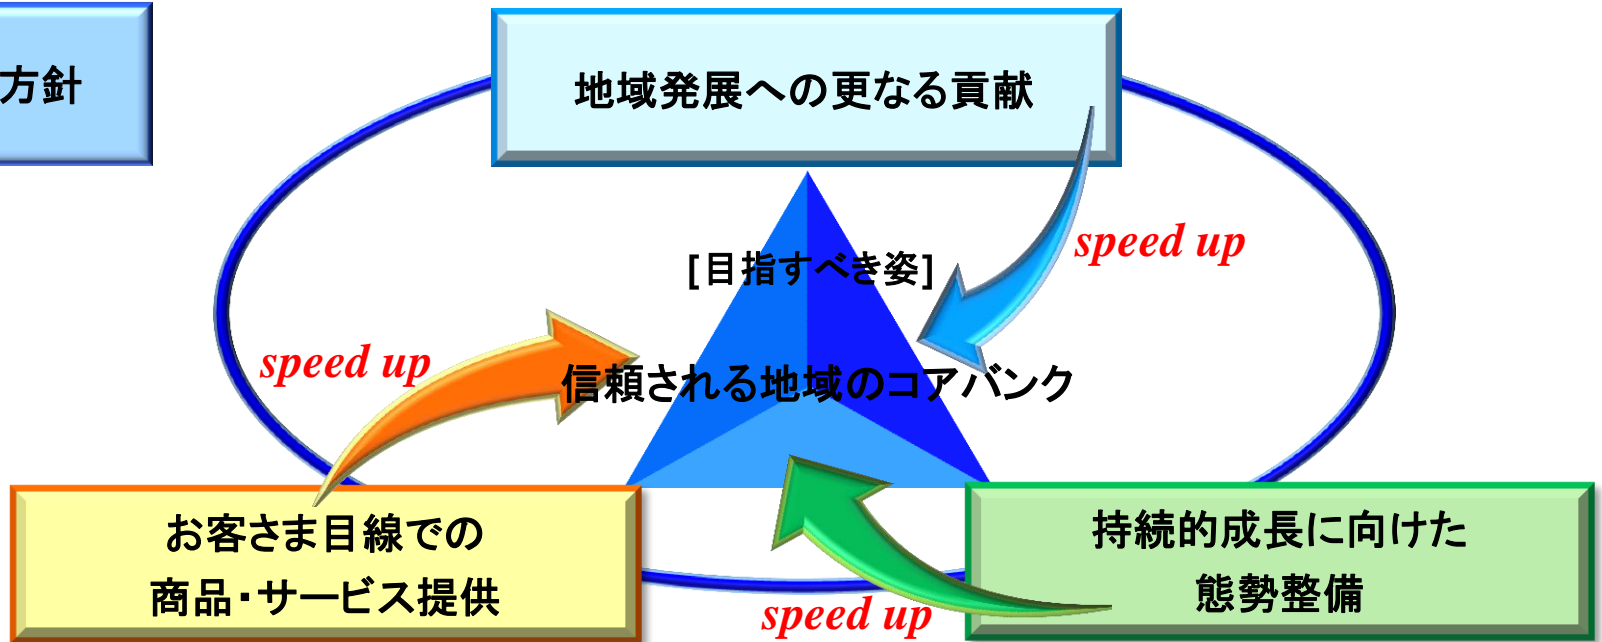 方針
地域発展への更なる貢献
speed up
[目指すべき姿]
speed up
信頼される地域のコアバンク
お客さま目線での
商品・サービス提供
持続的成長に向けた
態勢整備
speed up